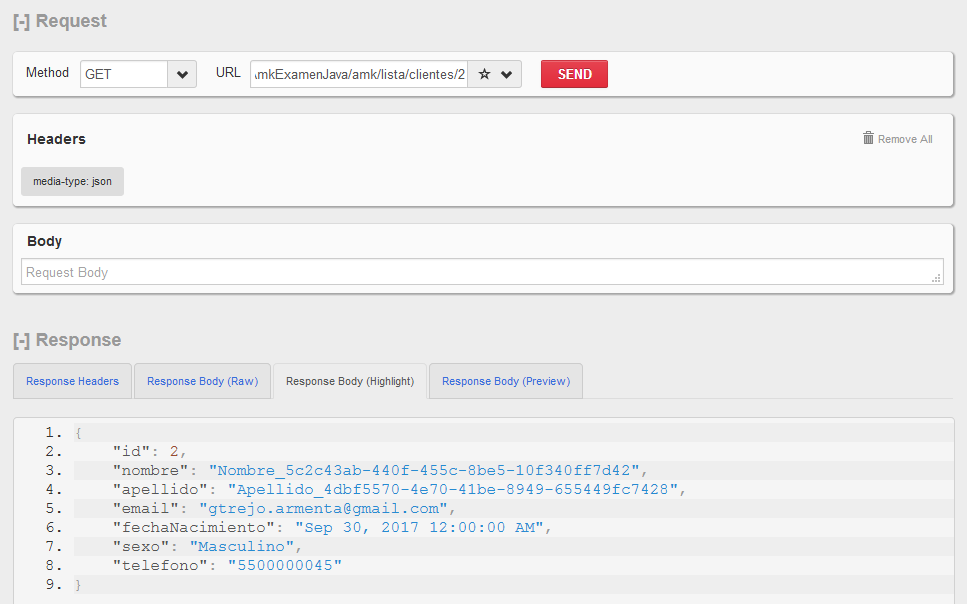 [-] Request
Method GET URL \mkExamenJava/amk/lista/clientes/2 SEND
Headers Remove All
media-type: json
Body
Request Body
[-] Response
Response Headers Response Body (Raw) Response Body (Highlight) Response Body (Preview)
1. {
2. "id": 2,
3. "nombre": "Nombre_5c2c43ab-440f-455c-8be5-10f340ff7d42",
4. "apellido": "Apellido_4dbf5570-4e70-41be-8949-655449fc7428",
5. "email": "gtrejo.armenta@gmail.com",
6. "fechaNacimiento": "Sep 30, 2017 12:00:00 AM",
7. "sexo": "Masculino",
8. "telefono": "5500000045"
9. }